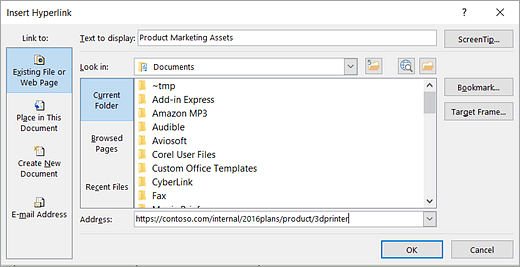 Insert Hyperlink
Link to:
Text to display: Product Marketing Assets
ScreenTip...
Existing File or
Web Page
Look in: Documents
Bookmark...
Target Frame...
Place in This
Document
Create New
Document
E-mail Address
Current
Folder
Browsed
Pages
Recent Files
~tmp
Add-in Express
Amazon MP3
Audible
Aviosoft
Corel User Files
Custom Office Templates
CyberLink
Fax
Address: https://contoso.com/internal/2016plans/product/3dprinter
OK
Cancel